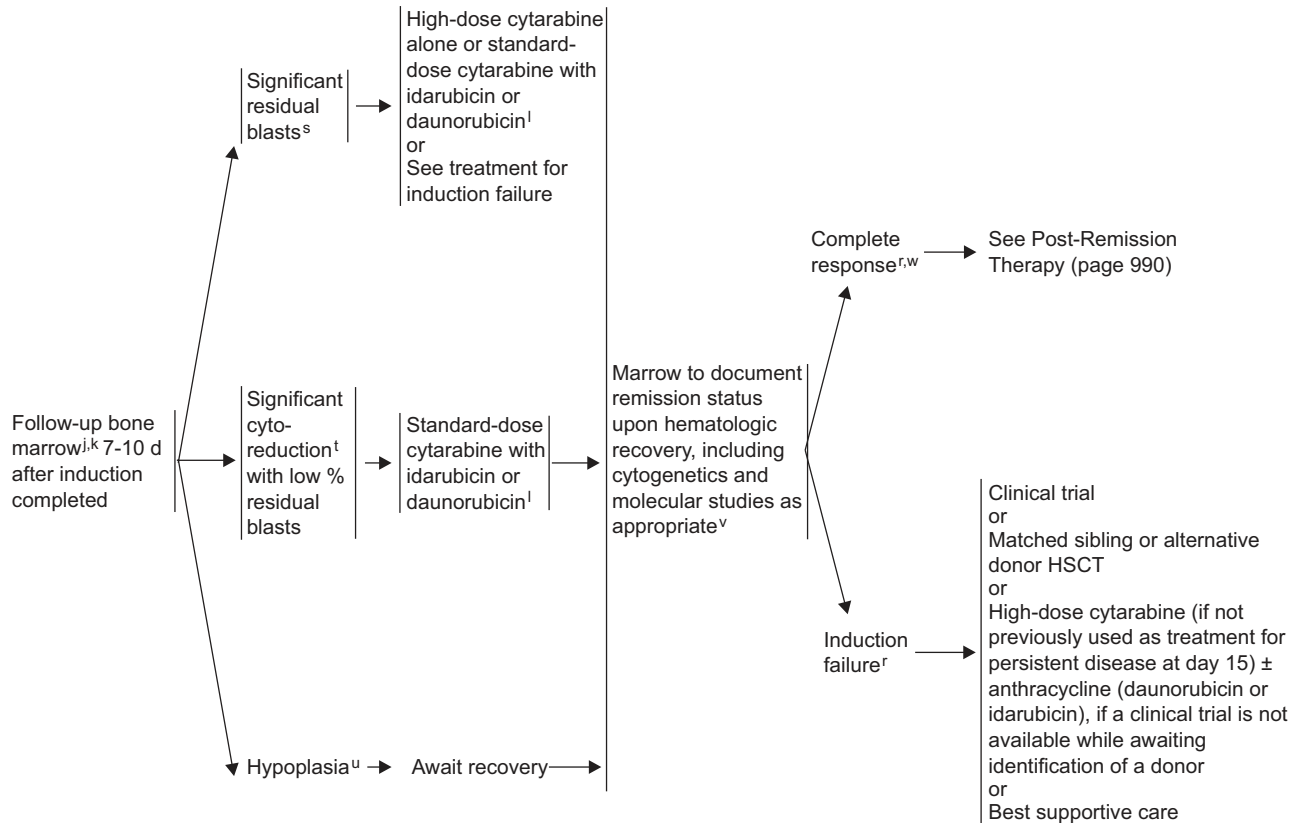 High-dose cytarabine
alone or standard-
dose cytarabine with
idarubicin or
daunorubicinˡ
or
See treatment for
induction failure
Significant
residual
blastsˢ
Complete
responseʳ,ʷ
See Post-Remission
Therapy (page 990)
Follow-up bone
marrowʲ,ᵏ 7-10 d
after induction
completed
Significant
cyto-
reductionᵗ
with low %
residual
blasts
Standard-dose
cytarabine with
idarubicin or
daunorubicinˡ
Marrow to document
remission status
upon hematologic
recovery, including
cytogenetics and
molecular studies as
appropriateᵛ
Induction
failureʳ
Clinical trial
or
Matched sibling or alternative
donor HSCT
or
High-dose cytarabine (if not
previously used as treatment for
persistent disease at day 15) ±
anthracycline (daunorubicin or
idarubicin), if a clinical trial is not
available while awaiting
identification of a donor
or
Best supportive care
Hypoplasiaᵘ
Await recovery